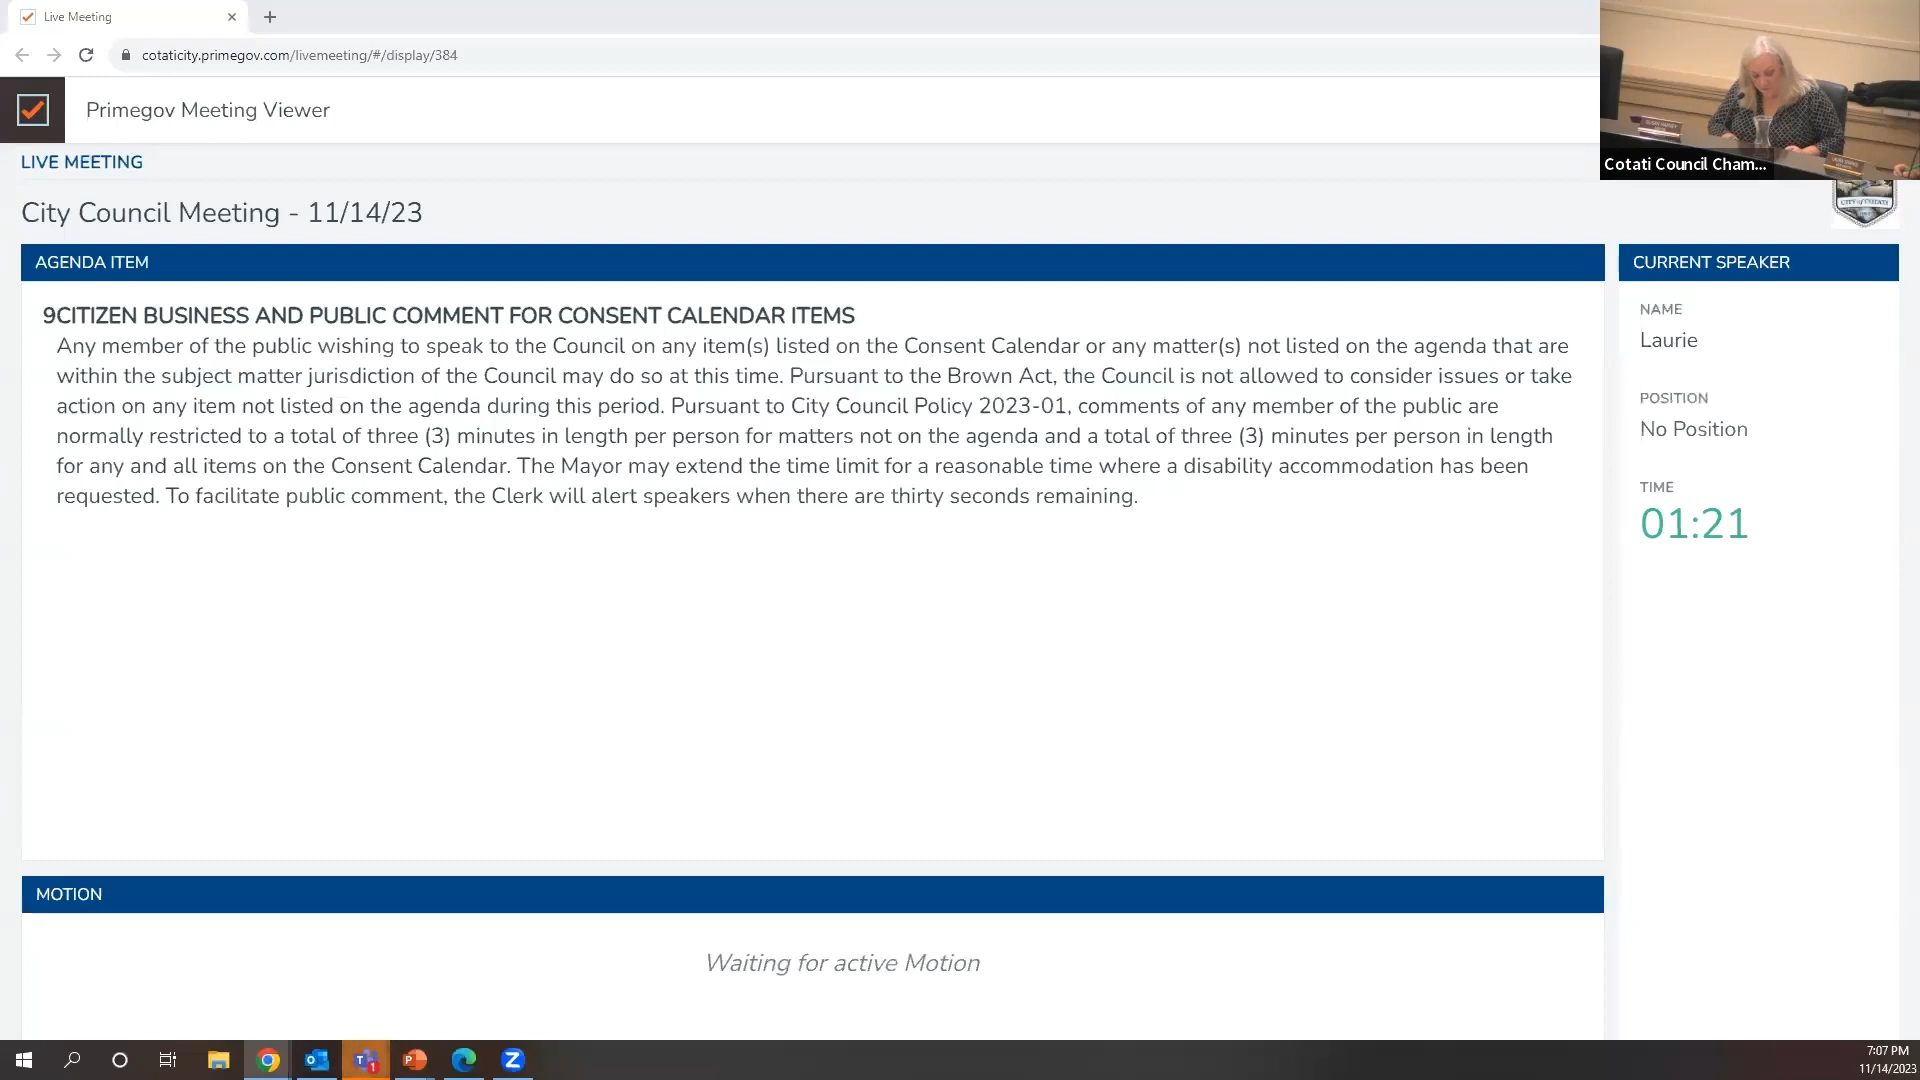 Live Meeting
cotaticity.primegov.com/livemeeting/#/display/384
Primegov Meeting Viewer
Cotati Council Cham...
LIVE MEETING
City Council Meeting - 11/14/23
AGENDA ITEM
9CITIZEN BUSINESS AND PUBLIC COMMENT FOR CONSENT CALENDAR ITEMS
Any member of the public wishing to speak to the Council on any item(s) listed on the Consent Calendar or any matter(s) not listed on the agenda that are
within the subject matter jurisdiction of the Council may do so at this time. Pursuant to the Brown Act, the Council is not allowed to consider issues or take
action on any item not listed on the agenda during this period. Pursuant to City Council Policy 2023-01, comments of any member of the public are
normally restricted to a total of three (3) minutes in length per person for matters not on the agenda and a total of three (3) minutes per person in length
for any and all items on the Consent Calendar. The Mayor may extend the time limit for a reasonable time where a disability accommodation has been
requested. To facilitate public comment, the Clerk will alert speakers when there are thirty seconds remaining.
CURRENT SPEAKER
NAME
Laurie
POSITION
No Position
TIME
01:21
MOTION
Waiting for active Motion
7:07 PM
11/14/2023